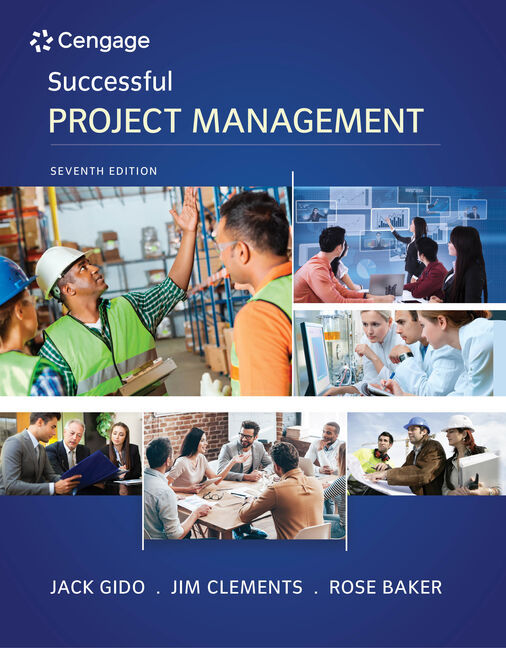 Cengage
Successful
PROJECT MANAGEMENT
SEVENTH EDITION
JACK GIDO . JIM CLEMENTS . ROSE BAKER